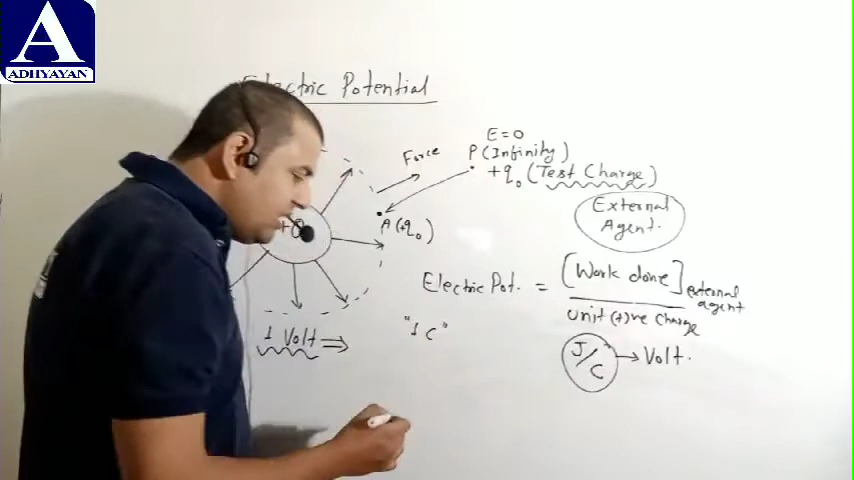 A
ADHYAYAN
Electric Potential
E=0
P (Infinity)
+q₀ (Test Charge)
Force
External
Agent.
+Q
A (+q₀)
Electric Pot. = [Work done] external agent
unit (+)ve Charge
1 Volt ⇒
"1 C"
J/C → Volt.